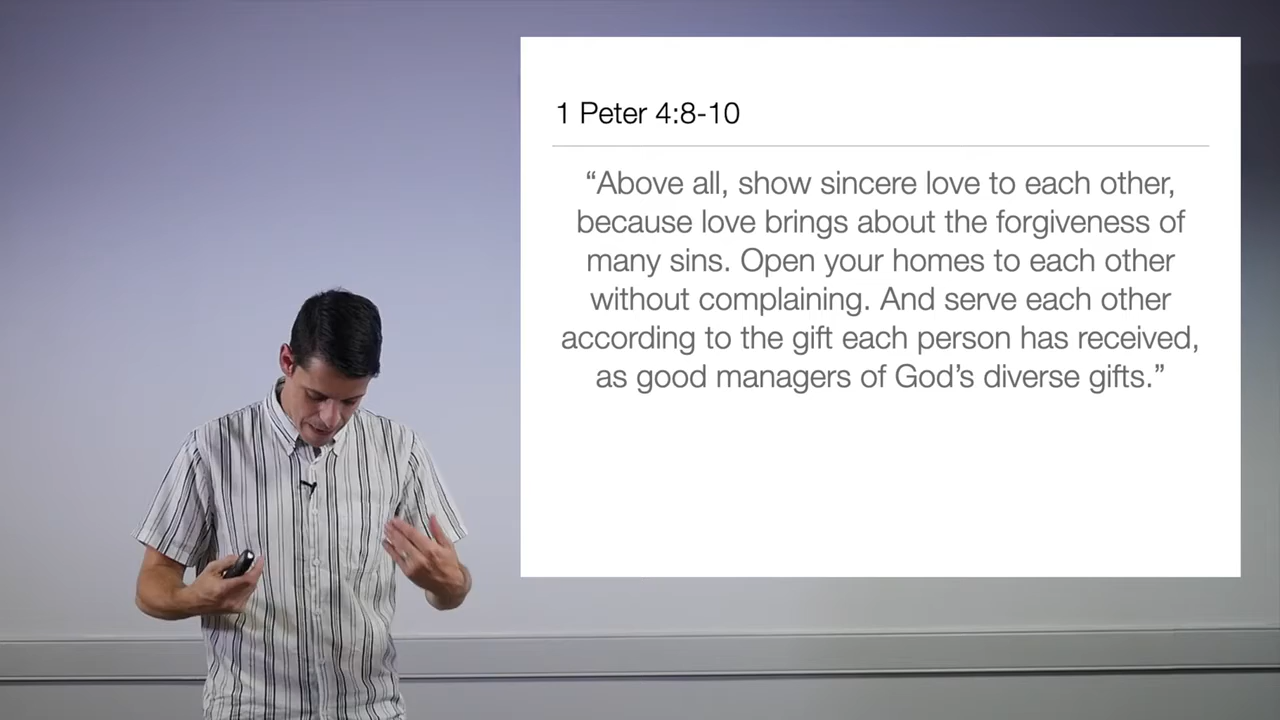 1 Peter 4:8-10
“Above all, show sincere love to each other,
because love brings about the forgiveness of
many sins. Open your homes to each other
without complaining. And serve each other
according to the gift each person has received,
as good managers of God’s diverse gifts.”